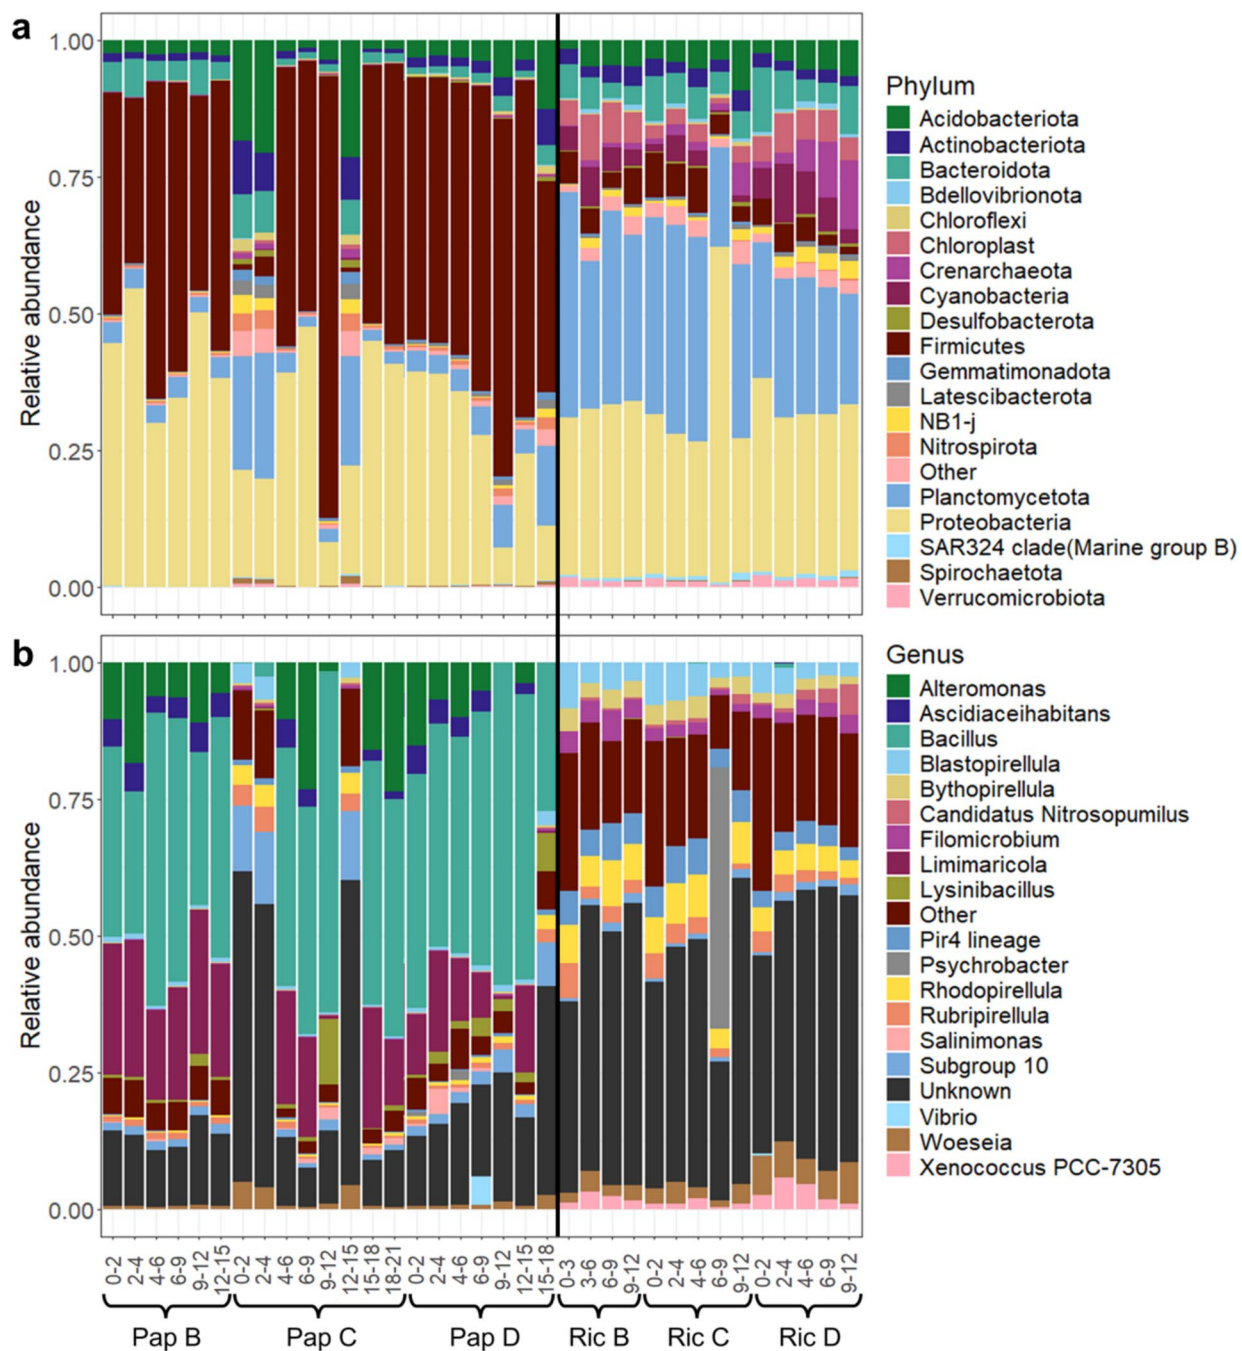 a
Relative abundance
1.00
0.75
0.50
0.25
0.00
Phylum
Acidobacteriota
Actinobacteriota
Bacteroidota
Bdellovibrionota
Chloroflexi
Chloroplast
Crenarchaeota
Cyanobacteria
Desulfobacterota
Firmicutes
Gemmatimonadota
Latescibacterota
NB1-j
Nitrospirota
Other
Planctomycetota
Proteobacteria
SAR324 clade(Marine group B)
Spirochaetota
Verrucomicrobiota
b
Relative abundance
1.00
0.75
0.50
0.25
0.00
Genus
Alteromonas
Ascidiaceihabitans
Bacillus
Blastopirellula
Bythopirellula
Candidatus Nitrosopumilus
Filomicrobium
Limimaricola
Lysinibacillus
Other
Pir4 lineage
Psychrobacter
Rhodopirellula
Rubripirellula
Salinimonas
Subgroup 10
Unknown
Vibrio
Woeseia
Xenococcus PCC-7305
0-2
2-4
4-6
6-9
9-12
12-15
0-2
2-4
4-6
6-9
9-12
12-15
15-18
18-21
0-2
2-4
4-6
6-9
9-12
12-15
15-18
0-3
3-6
6-9
9-12
0-2
2-4
4-6
6-9
9-12
0-2
2-4
4-6
6-9
9-12
Pap B
Pap C
Pap D
Ric B
Ric C
Ric D